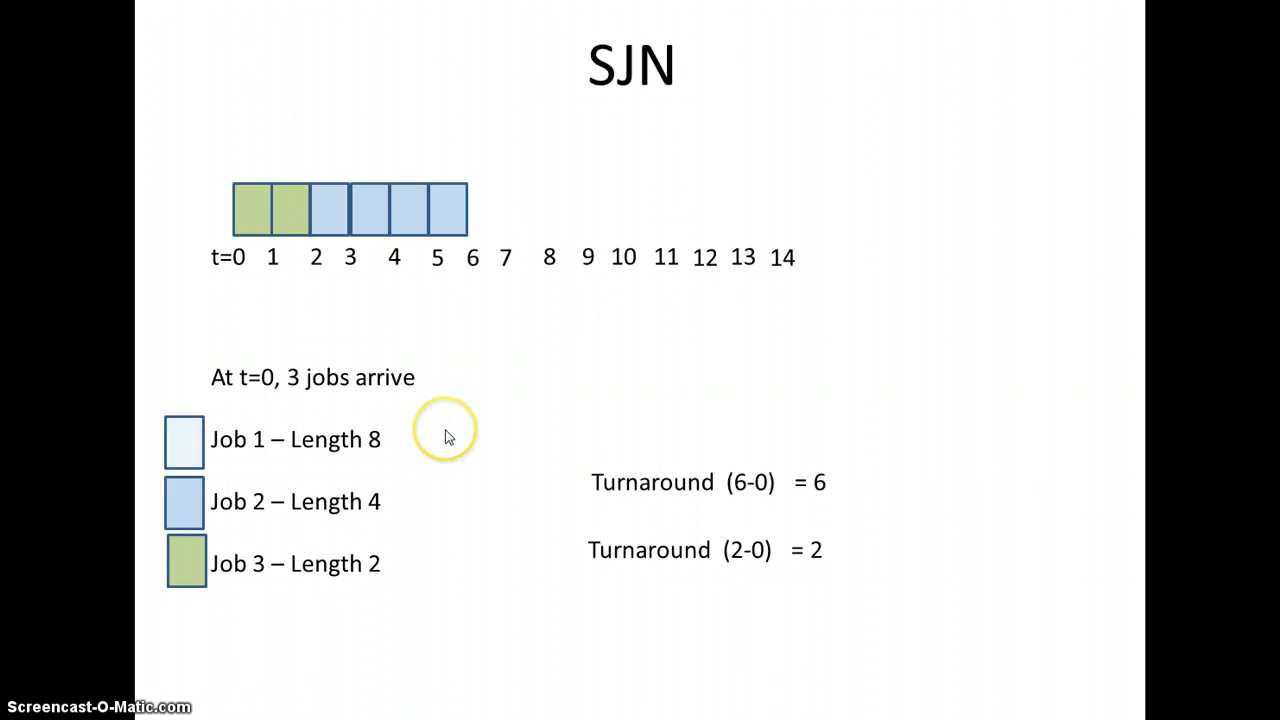 SJN
t=0 1 2 3 4 5 6 7 8 9 10 11 12 13 14
At t=0, 3 jobs arrive
Job 1 – Length 8
Turnaround (6-0) = 6
Job 2 – Length 4
Turnaround (2-0) = 2
Job 3 – Length 2
Screencast-O-Matic.com